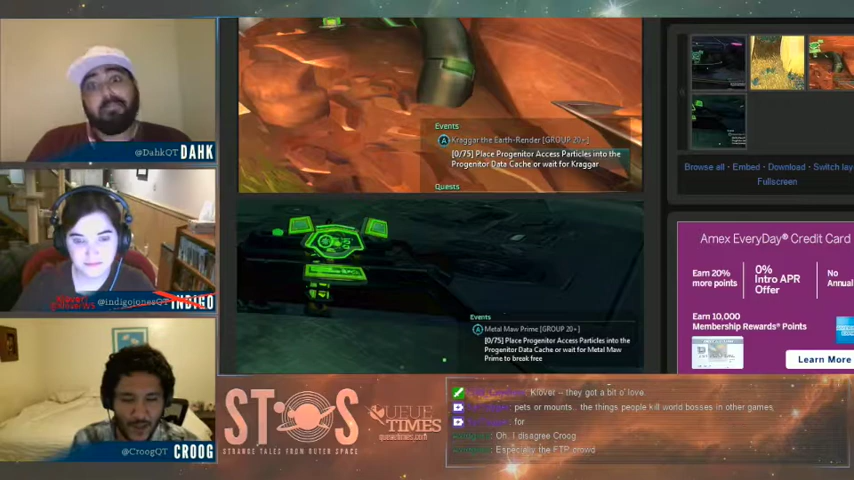 @DahkQT DAHK
@indigojonesQT INDIGO
@CroogQT CROOG
Events
Kraggar the Earth-Render [GROUP 20+]
[0/75] Place Progenitor Access Particles into the
Progenitor Data Cache or wait for Kraggar
Quests
Events
Metal Maw Prime [GROUP 20+]
[0/75] Place Progenitor Access Particles into the
Progenitor Data Cache or wait for Metal Maw
Prime to break free
Browse all · Embed · Download · Switch lay
Fullscreen
Amex EveryDay® Credit Card
Earn 20%
more points
0%
Intro APR
Offer
No
Annual
Earn 10,000
Membership Rewards® Points
Learn More
STOS
STRANGE TALES FROM OUTER SPACE
QUEUE
TIMES
Klover -- they got a bit o' love
pets or mounts.. the things people kill world bosses in other games
for
Oh. I disagree Croog
Especially the FTP crowd